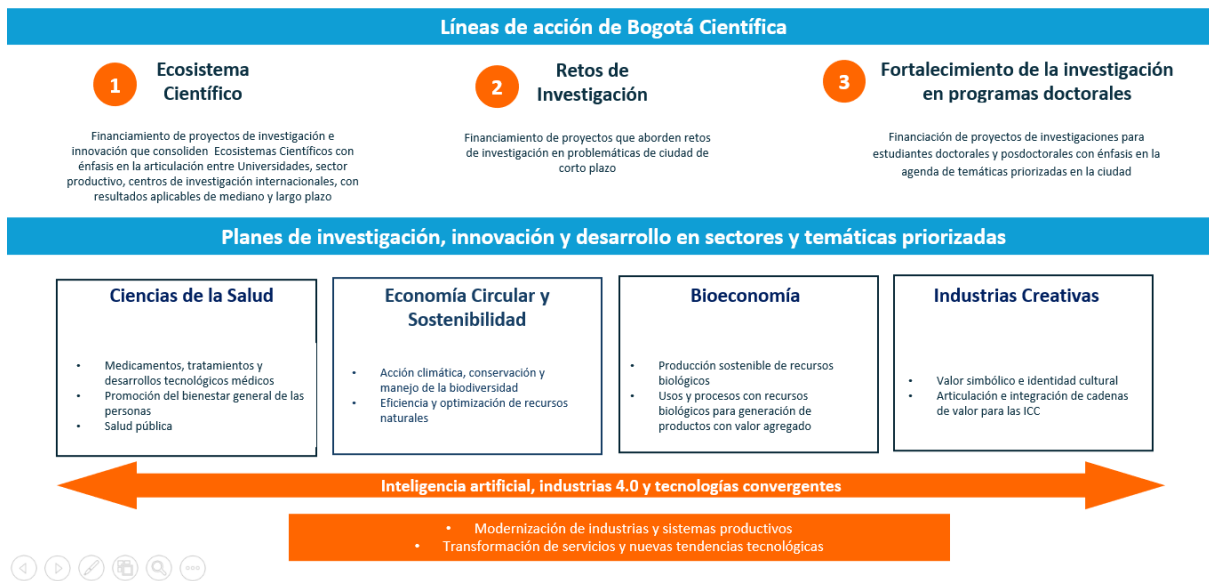 Líneas de acción de Bogotá Científica
1
Ecosistema
Científico
Financiamiento de proyectos de investigación e
innovación que consoliden Ecosistemas Científicos con
énfasis en la articulación entre Universidades, sector
productivo, centros de investigación internacionales, con
resultados aplicables de mediano y largo plazo
2
Retos de
Investigación
Financiamiento de proyectos que aborden retos
de investigación en problemáticas de ciudad de
corto plazo
3
Fortalecimiento de la investigación
en programas doctorales
Financiación de proyectos de investigaciones para
estudiantes doctorales y posdoctorales con énfasis en la
agenda de temáticas priorizadas en la ciudad
Planes de investigación, innovación y desarrollo en sectores y temáticas priorizadas
Ciencias de la Salud
• Medicamentos, tratamientos y
desarrollos tecnológicos médicos
• Promoción del bienestar general de las
personas
• Salud pública
Economía Circular y
Sostenibilidad
• Acción climática, conservación y
manejo de la biodiversidad
• Eficiencia y optimización de recursos
naturales
Bioeconomía
• Producción sostenible de recursos
biológicos
• Usos y procesos con recursos
biológicos para generación de
productos con valor agregado
Industrias Creativas
• Valor simbólico e identidad cultural
• Articulación e integración de cadenas
de valor para las ICC
Inteligencia artificial, industrias 4.0 y tecnologías convergentes
• Modernización de industrias y sistemas productivos
• Transformación de servicios y nuevas tendencias tecnológicas